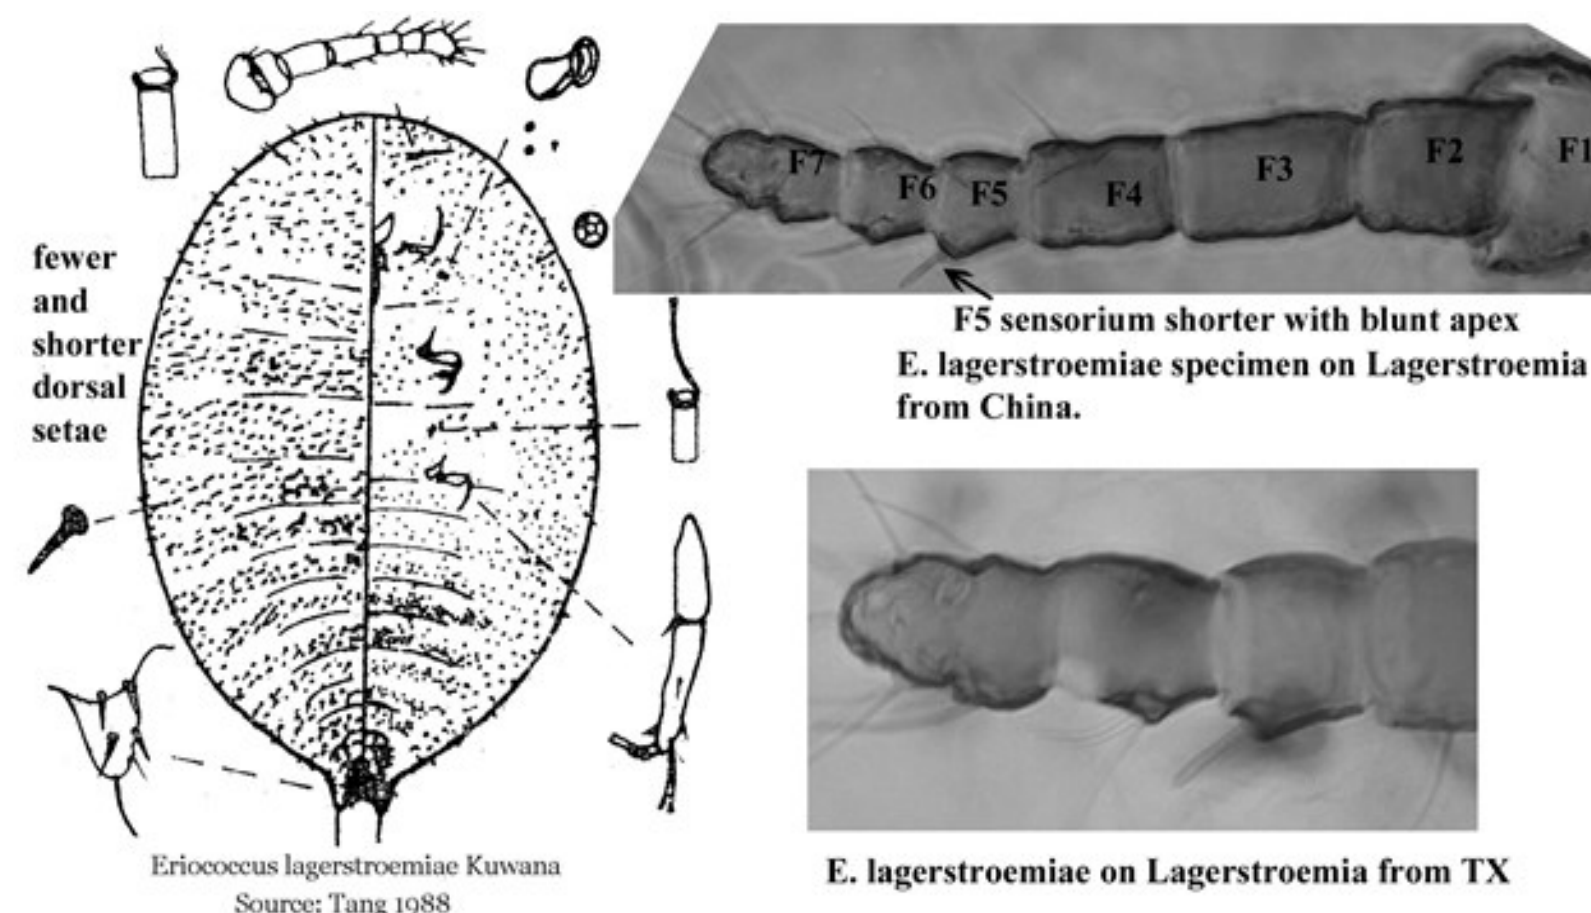 fewer
and
shorter
dorsal
setae
Eriococcus lagerstroemiae Kuwana
Source: Tang 1988
F7
F6
F5
F4
F3
F2
F1
F5 sensorium shorter with blunt apex
E. lagerstroemiae specimen on Lagerstroemia
from China.
E. lagerstroemiae on Lagerstroemia from TX